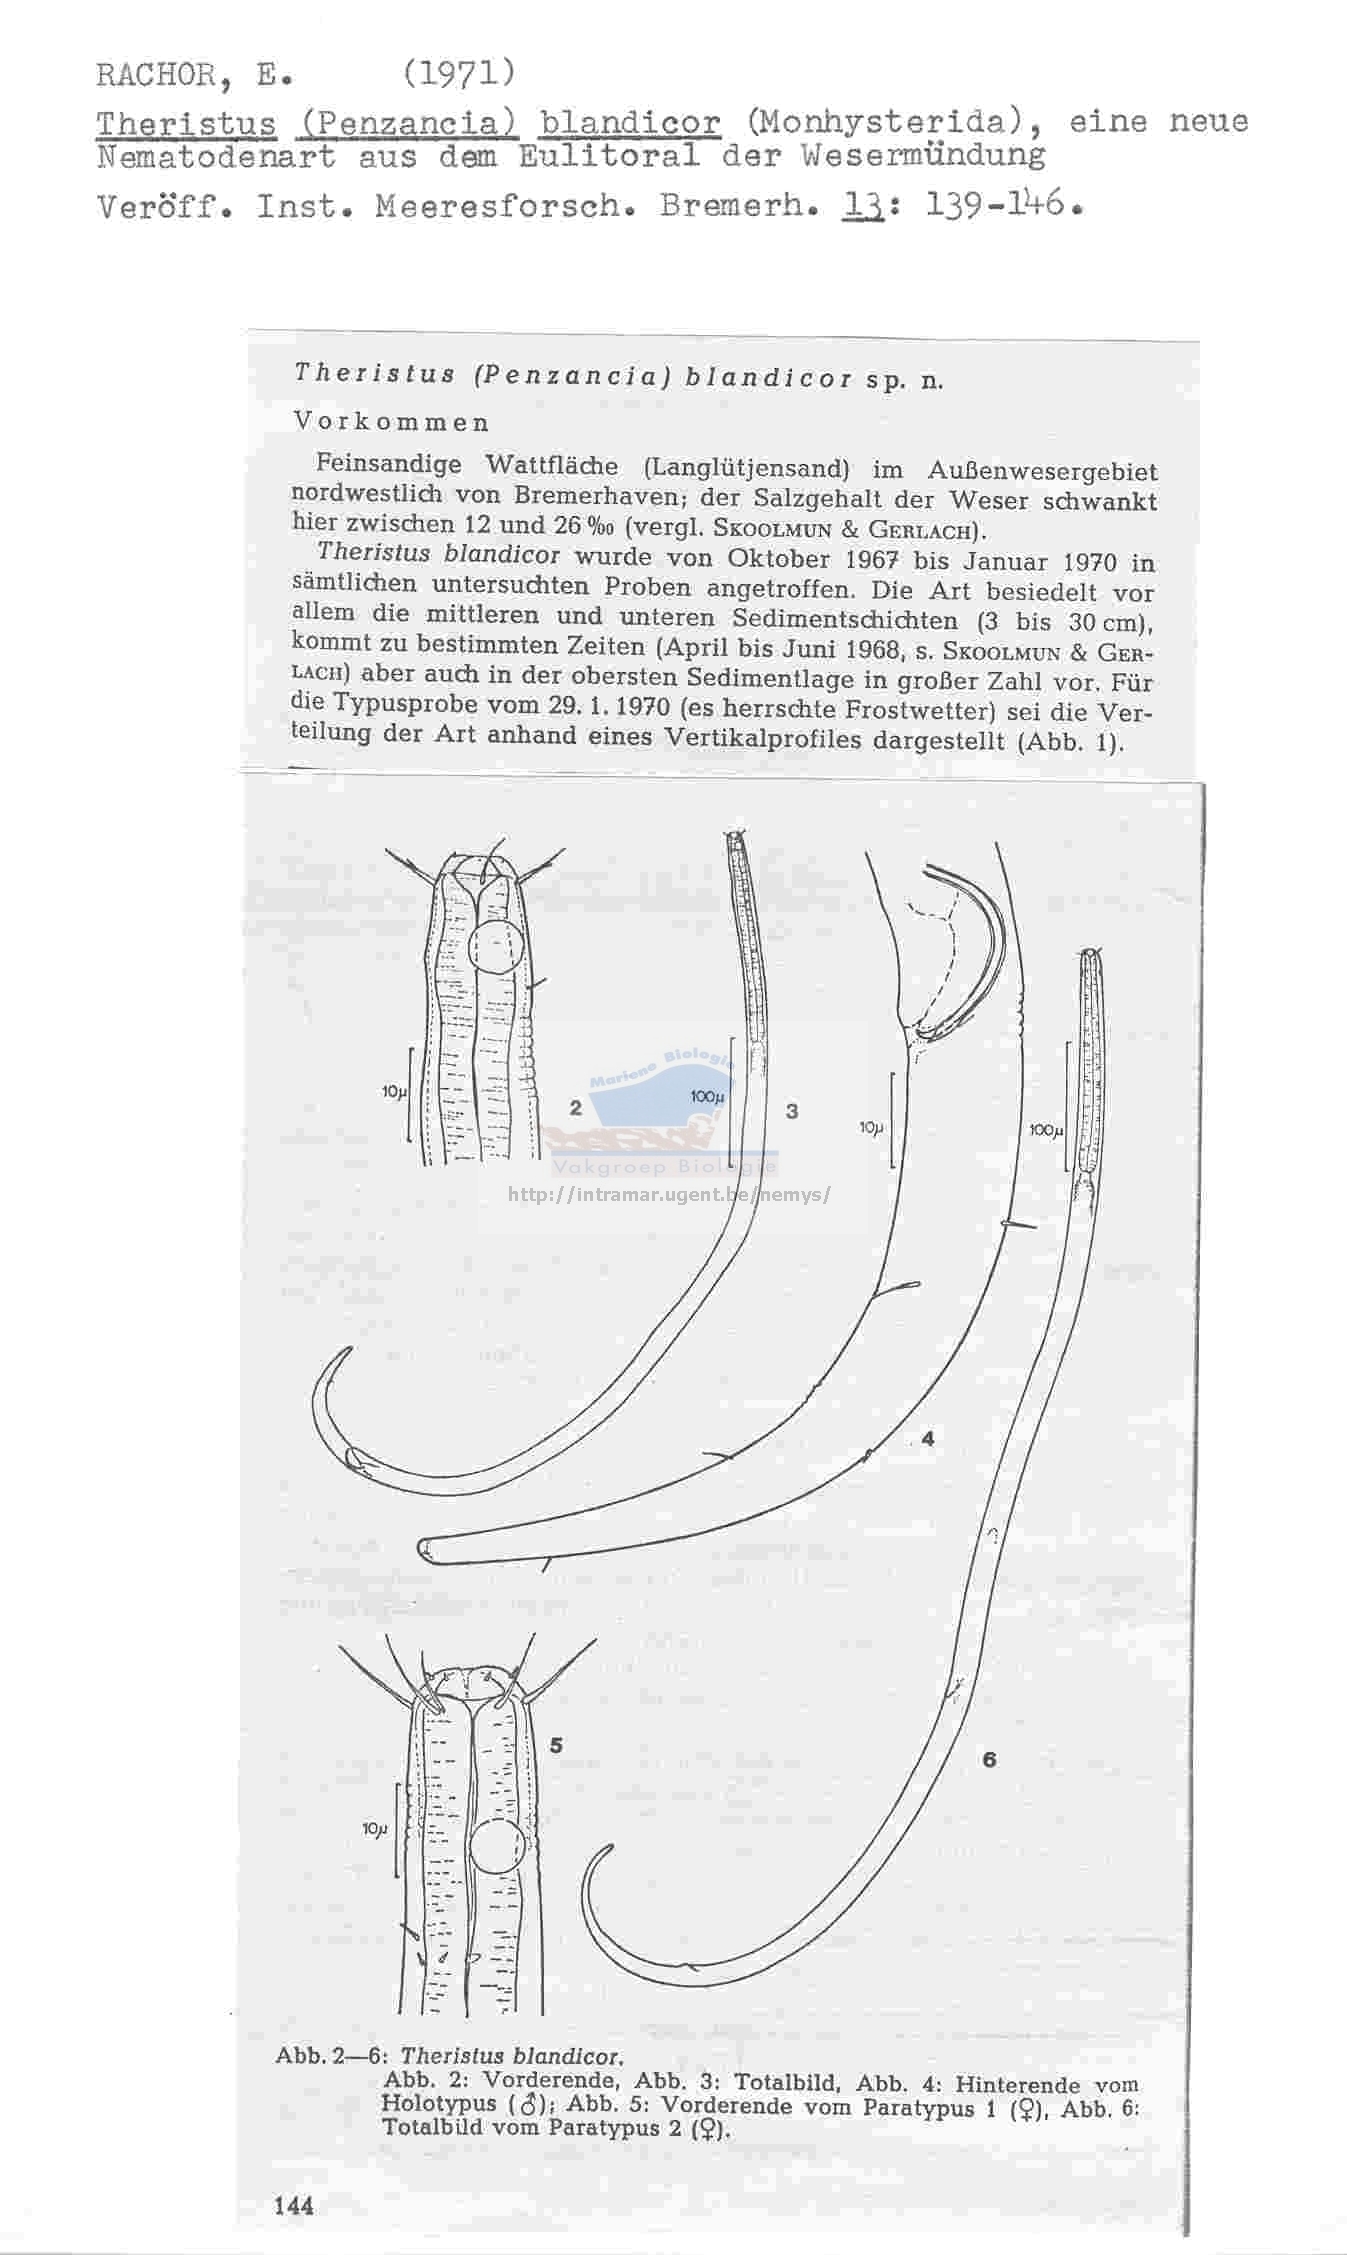 RACHOR, E. (1971)
Theristus (Penzancia) blandicor (Monhysterida), eine neue
Nematodenart aus dem Eulitoral der Wesermündung
Veröff. Inst. Meeresforsch. Bremerh. 13: 139-146.
Theristus (Penzancia) blandicor sp. n.
Vorkommen
Feinsandige Wattfläche (Langlütjensand) im Außenwesergebiet
nordwestlich von Bremerhaven; der Salzgehalt der Weser schwankt
hier zwischen 12 und 26 ‰ (vergl. SKOOLMUN & GERLACH).
Theristus blandicor wurde von Oktober 1967 bis Januar 1970 in
sämtlichen untersuchten Proben angetroffen. Die Art besiedelt vor
allem die mittleren und unteren Sedimentschichten (3 bis 30 cm),
kommt zu bestimmten Zeiten (April bis Juni 1968, s. SKOOLMUN & GER-
LACH) aber auch in der obersten Sedimentlage in großer Zahl vor. Für
die Typusprobe vom 29. 1. 1970 (es herrschte Frostwetter) sei die Ver-
teilung der Art anhand eines Vertikalprofiles dargestellt (Abb. 1).
Mariene Biologie
10µ
2
100µ
3
10µ
100µ
Vakgroep Biologie
http://intramar.ugent.be/nemys/
4
5
6
10µ
Abb. 2—6: Theristus blandicor.
Abb. 2: Vorderende, Abb. 3: Totalbild, Abb. 4: Hinterende vom
Holotypus (♂); Abb. 5: Vorderende vom Paratypus 1 (♀), Abb. 6:
Totalbild vom Paratypus 2 (♀).
144